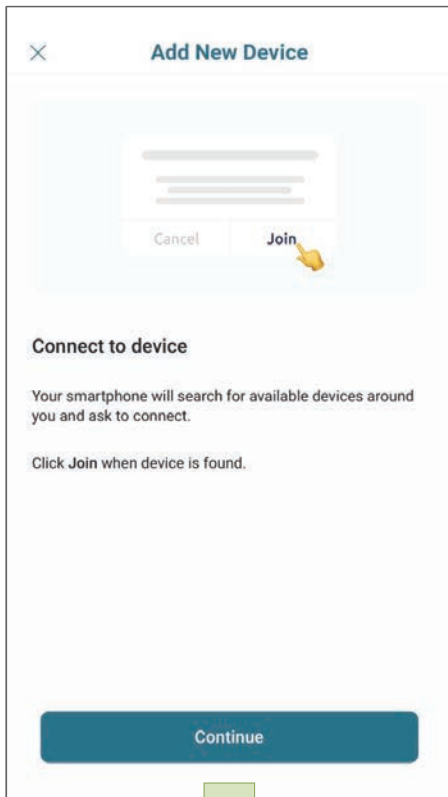 Add New Device
Cancel Join
Connect to device
Your smartphone will search for available devices around
you and ask to connect.
Click Join when device is found.
Continue